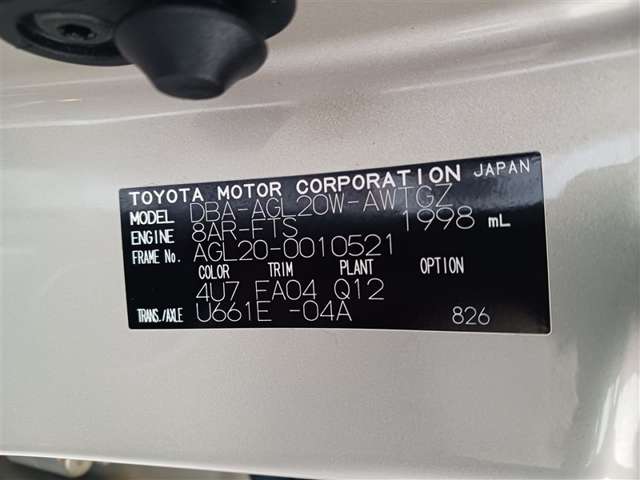 TOYOTA MOTOR CORPORATION JAPAN
MODEL DBA-AGL20W-AWTGZ
ENGINE 8AR-FTS 1998 mL
FRAME No. AGL20-0010521
COLOR TRIM PLANT OPTION
4U7 FA04 Q12
TRANS./AXLE U661E -04A 826